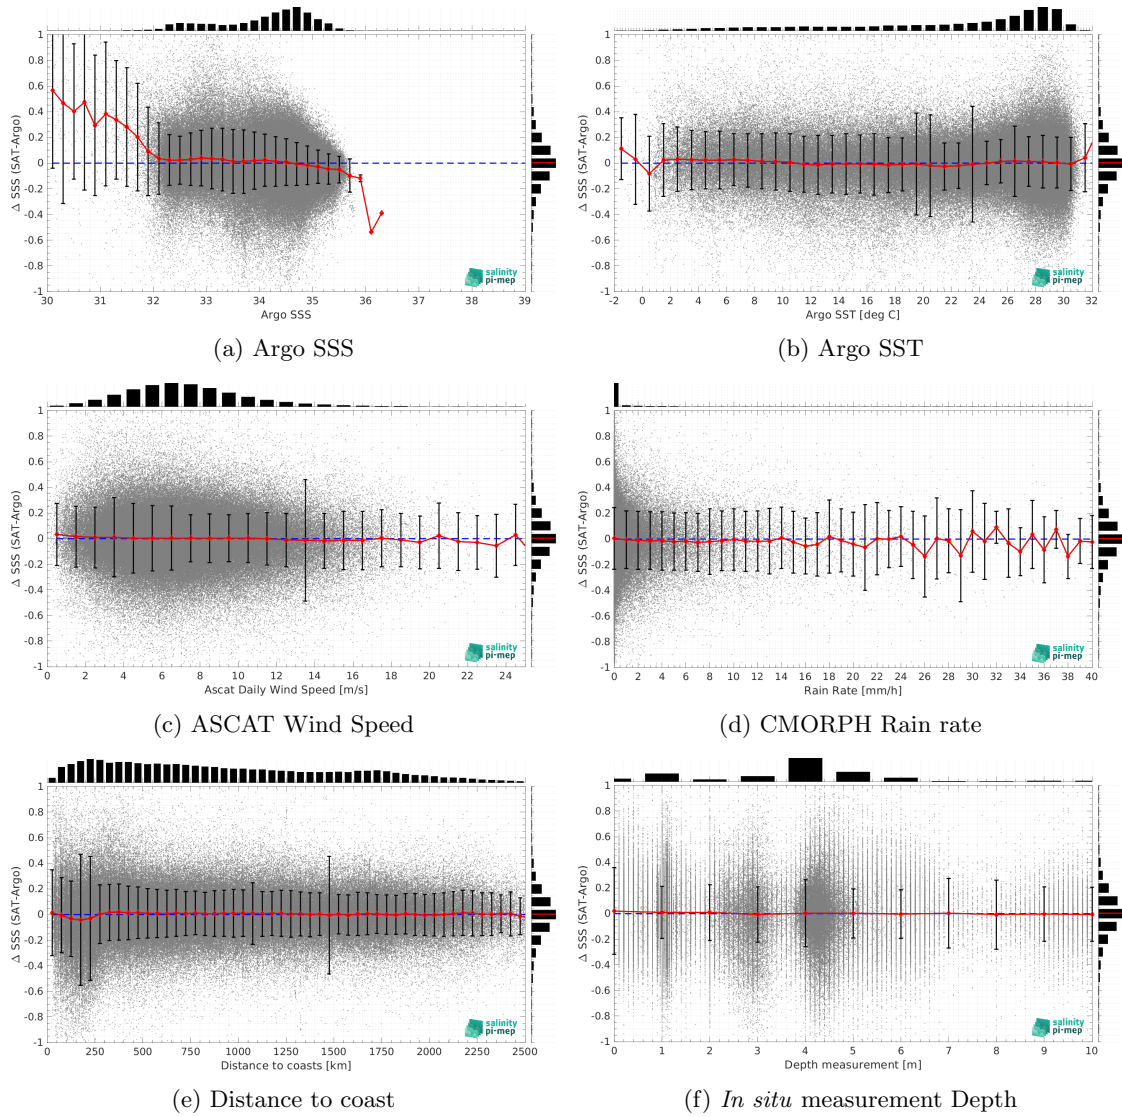 1
0.8
0.6
0.4
0.2
0
-0.2
-0.4
-0.6
-0.8
-1
Δ SSS (SAT-Argo)
30 31 32 33 34 35 36 37 38 39
Argo SSS
salinity
pi-mep
(a) Argo SSS
1
0.8
0.6
0.4
0.2
0
-0.2
-0.4
-0.6
-0.8
-1
Δ SSS (SAT-Argo)
-2 0 2 4 6 8 10 12 14 16 18 20 22 24 26 28 30 32
Argo SST [deg C]
salinity
pi-mep
(b) Argo SST
1
0.8
0.6
0.4
0.2
0
-0.2
-0.4
-0.6
-0.8
-1
Δ SSS (SAT-Argo)
0 2 4 6 8 10 12 14 16 18 20 22 24
Ascat Daily Wind Speed [m/s]
salinity
pi-mep
(c) ASCAT Wind Speed
1
0.8
0.6
0.4
0.2
0
-0.2
-0.4
-0.6
-0.8
-1
Δ SSS (SAT-Argo)
0 2 4 6 8 10 12 14 16 18 20 22 24 26 28 30 32 34 36 38 40
Rain Rate [mm/h]
salinity
pi-mep
(d) CMORPH Rain rate
1
0.8
0.6
0.4
0.2
0
-0.2
-0.4
-0.6
-0.8
-1
Δ SSS (SAT-Argo)
0 250 500 750 1000 1250 1500 1750 2000 2250 2500
Distance to coasts [km]
salinity
pi-mep
(e) Distance to coast
1
0.8
0.6
0.4
0.2
0
-0.2
-0.4
-0.6
-0.8
-1
Δ SSS (SAT-Argo)
0 1 2 3 4 5 6 7 8 9 10
Depth measurement [m]
salinity
pi-mep
(f) In situ measurement Depth